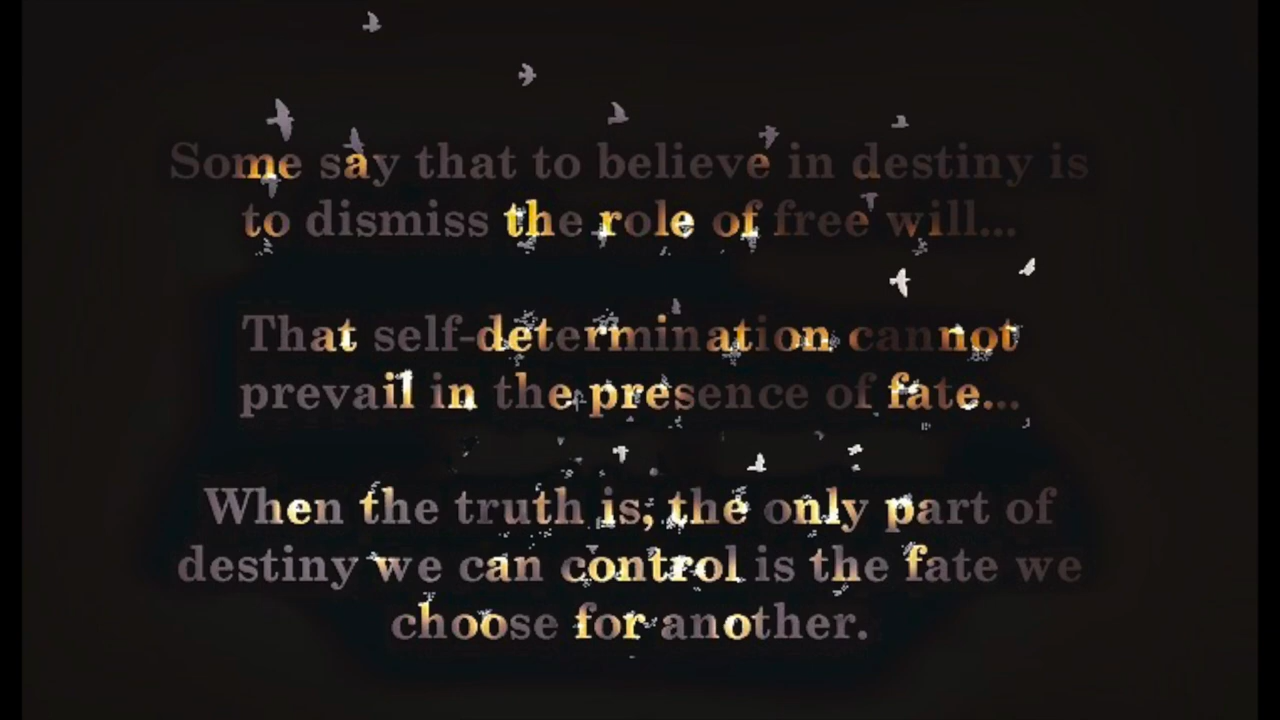 Some say that to believe in destiny is
to dismiss the role of free will...
That self-determination cannot
prevail in the presence of fate...
When the truth is, the only part of
destiny we can control is the fate we
choose for another.